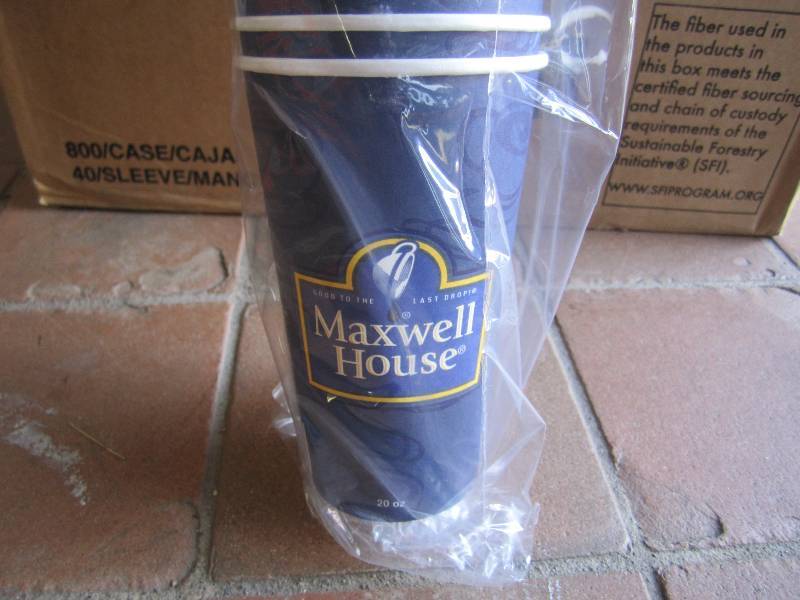 800/CASE/CAJA
40/SLEEVE/MAN
The fiber used in
the products in
this box meets the
certified fiber sourcing
and chain of custody
requirements of the
Sustainable Forestry
Initiative® (SFI).
WWW.SFIPROGRAM.ORG
GOOD TO THE LAST DROP!®
Maxwell
House®
20 oz